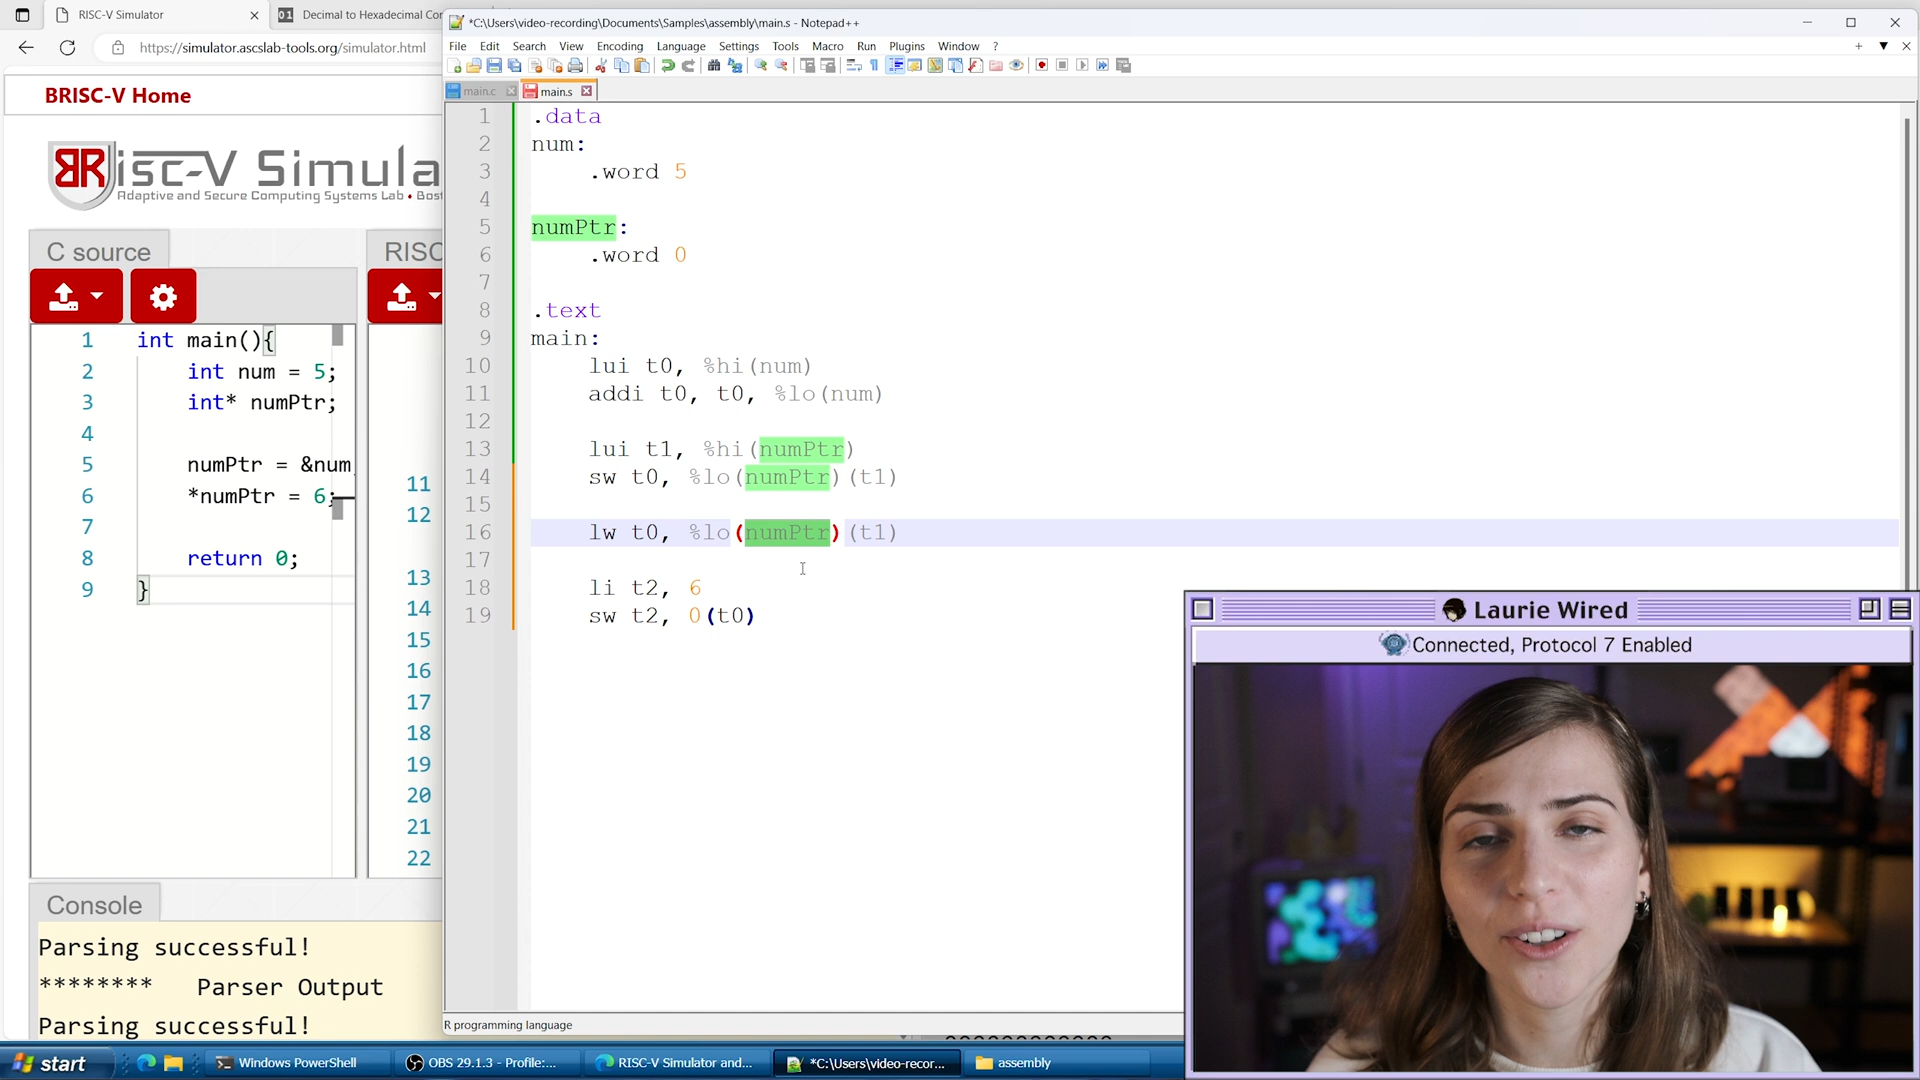 RISC-V Simulator
Decimal to Hexadecimal Co
https://simulator.ascslab-tools.org/simulator.html
BRISC-V Home
BRisc-V Simula
Adaptive and Secure Computing Systems Lab • Bost
C source
RISC
1 int main(){
2 int num = 5;
3 int* numPtr;
4
5 numPtr = &num
6 *numPtr = 6;
7
8 return 0;
9 }
11
12
13
14
15
16
17
18
19
20
21
22
Console
Parsing successful!
******** Parser Output
Parsing successful!
*C:\Users\video-recording\Documents\Samples\assembly\main.s - Notepad++
File Edit Search View Encoding Language Settings Tools Macro Run Plugins Window ?
main.c main.s
1 .data
2 num:
3 .word 5
4
5 numPtr:
6 .word 0
7
8 .text
9 main:
10 lui t0, %hi(num)
11 addi t0, t0, %lo(num)
12
13 lui t1, %hi(numPtr)
14 sw t0, %lo(numPtr)(t1)
15
16 lw t0, %lo(numPtr)(t1)
17
18 li t2, 6
19 sw t2, 0(t0)
R programming language
Laurie Wired
Connected, Protocol 7 Enabled
start
Windows PowerShell
OBS 29.1.3 - Profile:...
RISC-V Simulator and...
*C:\Users\video-recor...
assembly